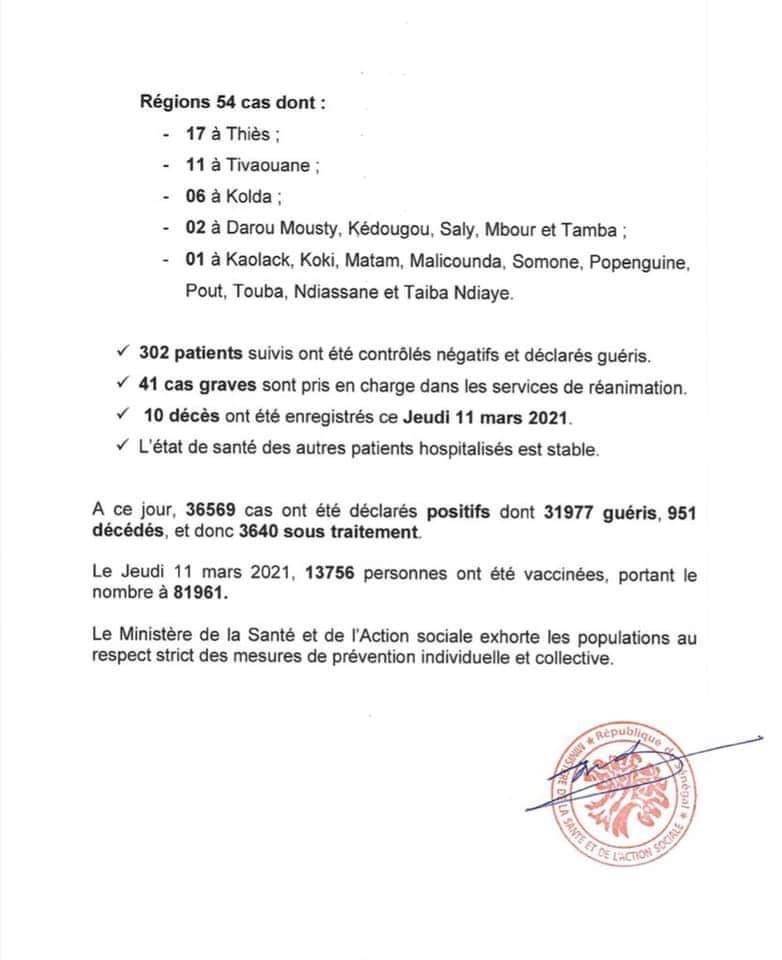 Régions 54 cas dont :
- 17 à Thiès ;
- 11 à Tivaouane ;
- 06 à Kolda ;
- 02 à Darou Mousty, Kédougou, Saly, Mbour et Tamba ;
- 01 à Kaolack, Koki, Matam, Malicounda, Somone, Popenguine,
Pout, Touba, Ndiassane et Taiba Ndiaye.
✓ 302 patients suivis ont été contrôlés négatifs et déclarés guéris.
✓ 41 cas graves sont pris en charge dans les services de réanimation.
✓ 10 décès ont été enregistrés ce Jeudi 11 mars 2021.
✓ L'état de santé des autres patients hospitalisés est stable.
A ce jour, 36569 cas ont été déclarés positifs dont 31977 guéris, 951
décédés, et donc 3640 sous traitement.
Le Jeudi 11 mars 2021, 13756 personnes ont été vaccinées, portant le
nombre à 81961.
Le Ministère de la Santé et de l'Action sociale exhorte les populations au
respect strict des mesures de prévention individuelle et collective.
République du Sénégal
MINISTERE DE LA SANTE ET DE L'ACTION SOCIALE